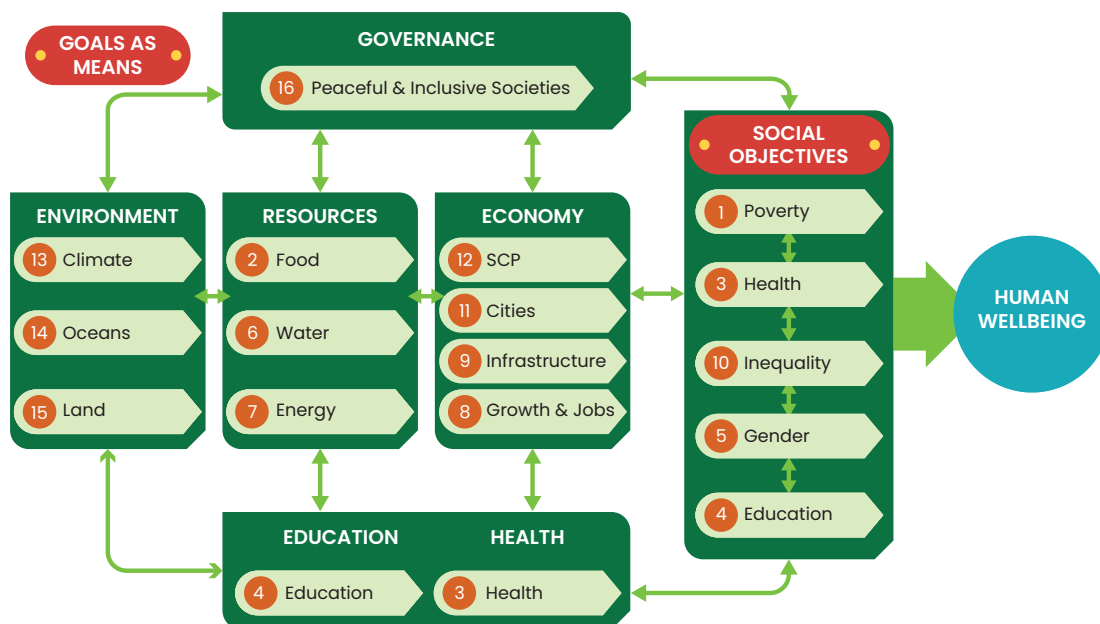 GOALS AS
MEANS
GOVERNANCE
16 Peaceful & Inclusive Societies
ENVIRONMENT
13 Climate
14 Oceans
15 Land
RESOURCES
2 Food
6 Water
7 Energy
ECONOMY
12 SCP
11 Cities
9 Infrastructure
8 Growth & Jobs
EDUCATION
4 Education
HEALTH
3 Health
SOCIAL
OBJECTIVES
1 Poverty
3 Health
10 Inequality
5 Gender
4 Education
HUMAN
WELLBEING